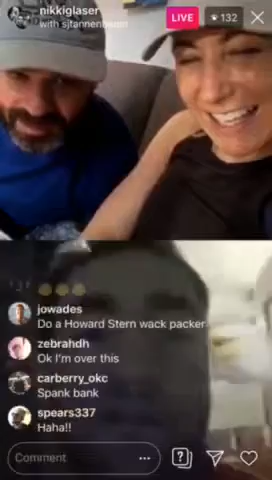 nikkiglaser
with sjtannenbaum
LIVE
132
jowades
Do a Howard Stern wack packer
zebrahdh
Ok I'm over this
carberry_okc
Spank bank
spears337
Haha!!
Comment